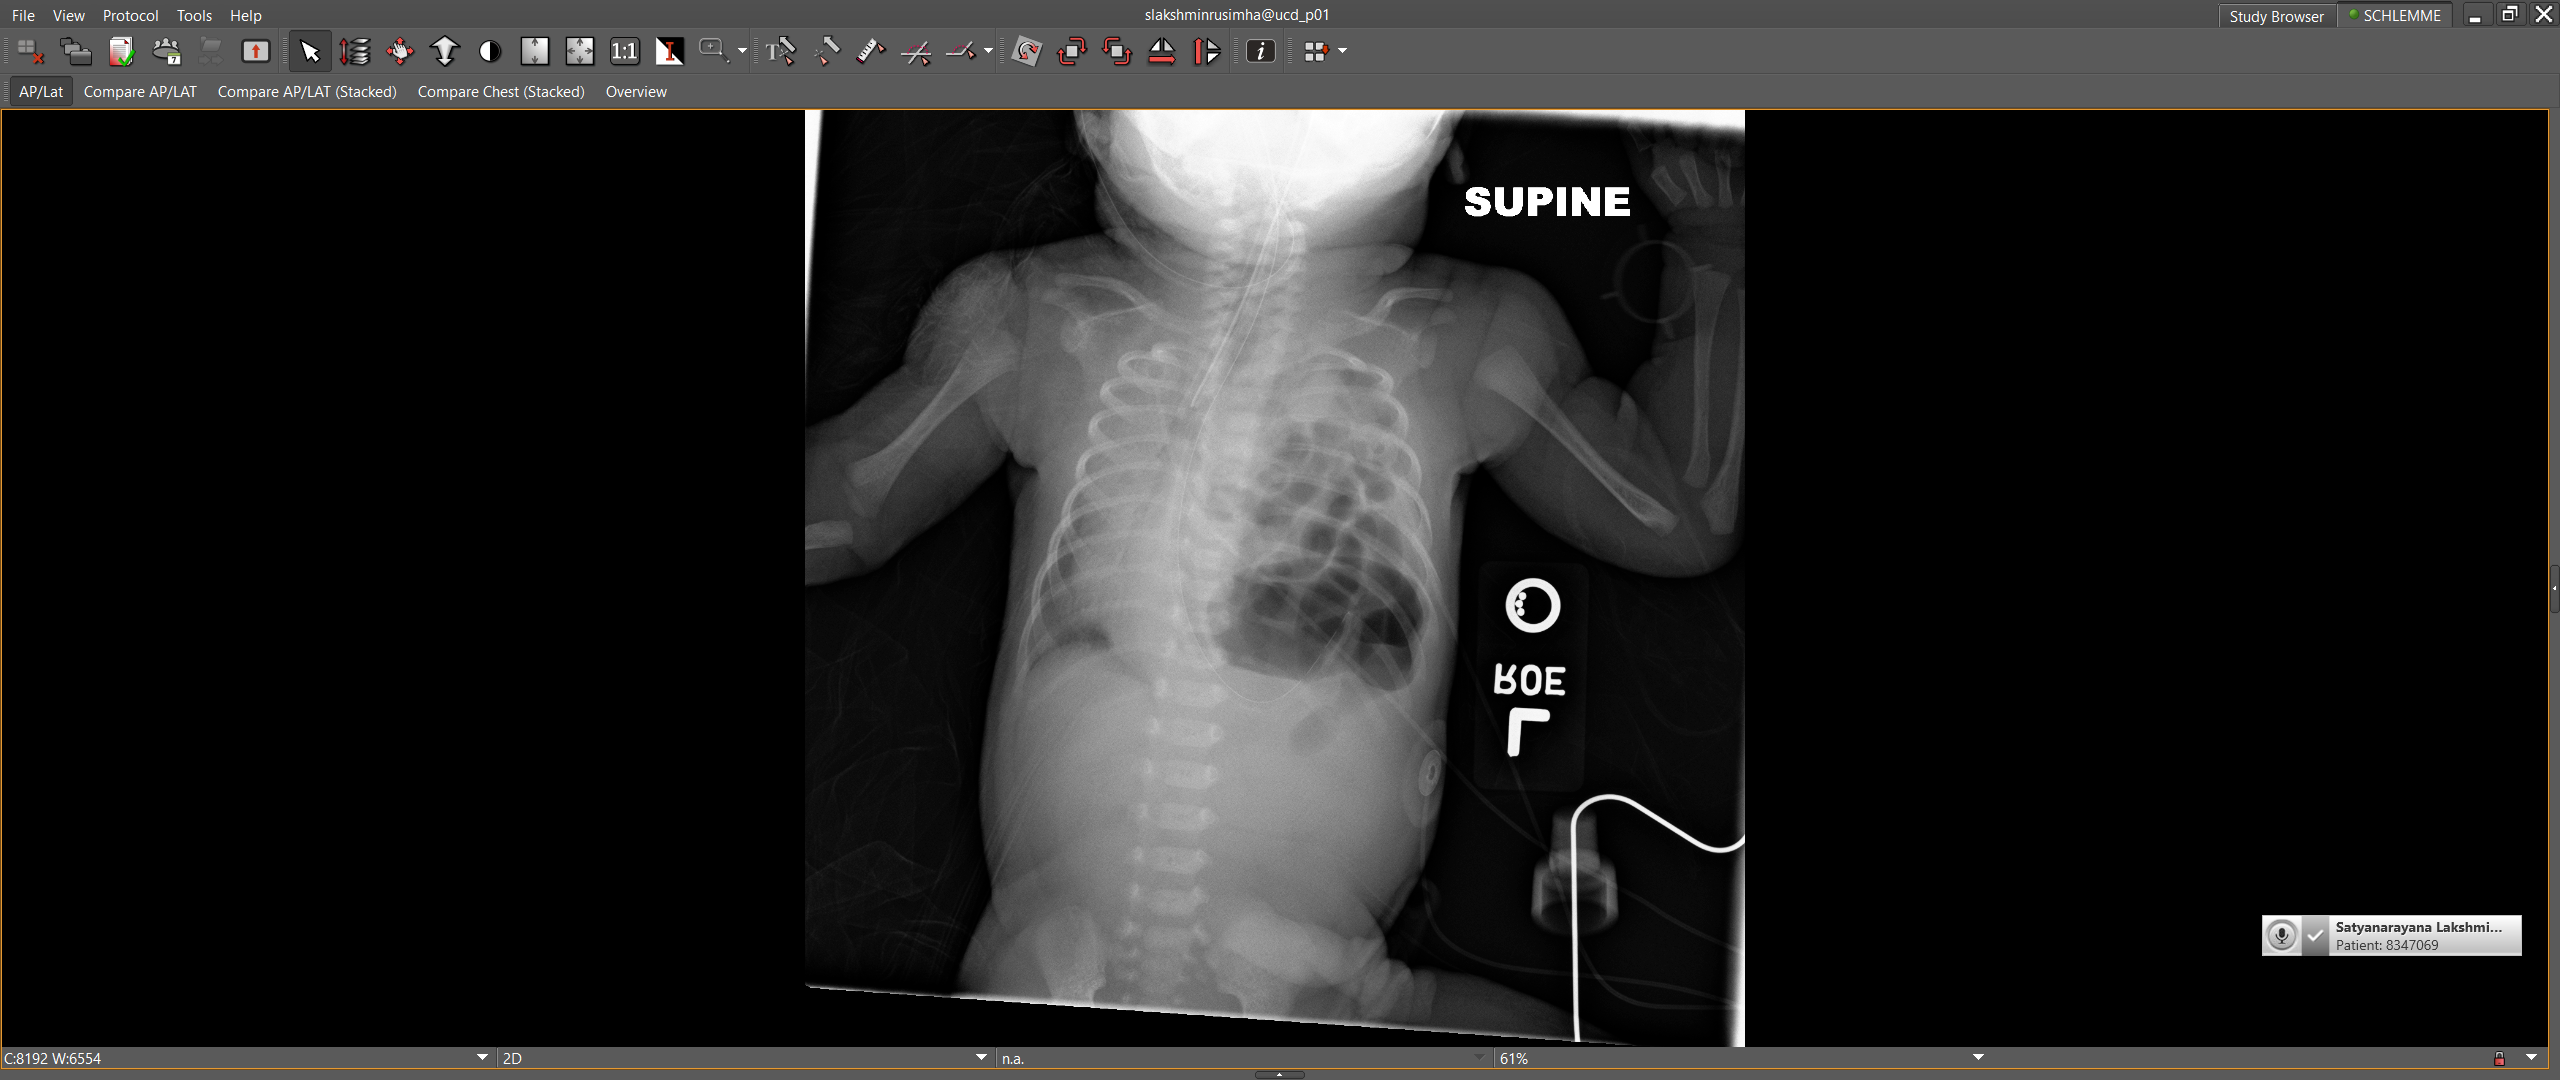 File View Protocol Tools Help
slakshminrusimha@ucd_p01
Study Browser
SCHLEMME
7
1:1
I
T
i
AP/Lat Compare AP/LAT Compare AP/LAT (Stacked) Compare Chest (Stacked) Overview
SUPINE
ROE
L
Satyanarayana Lakshmi...
Patient: 8347069
C:8192 W:6554
2D
n.a.
61%